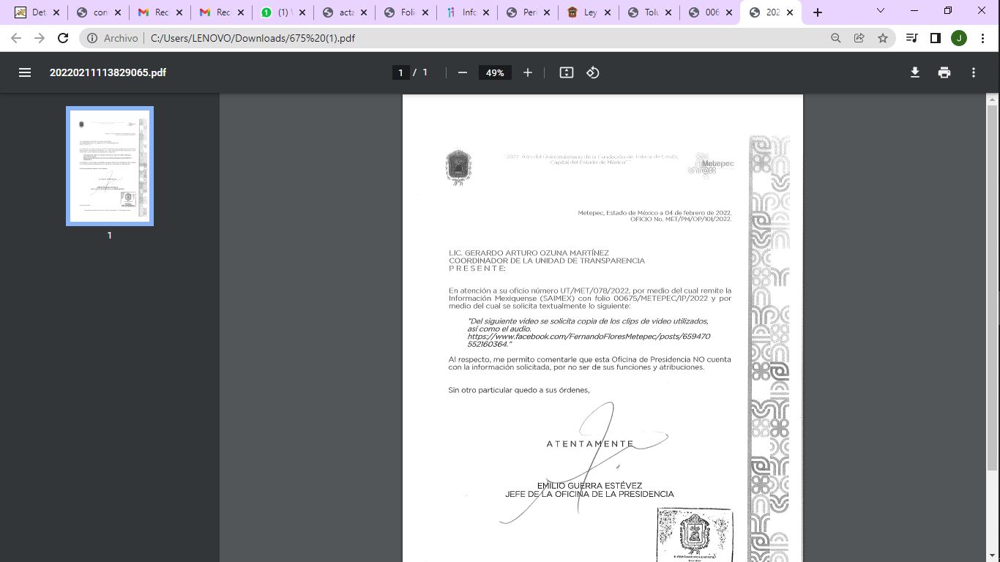 Det
con
Rec
Rec
(1)
acta
Foli
Infc
Peri
Ley
Tolu
006
202
Archivo
C:/Users/LENOVO/Downloads/675%20(1).pdf
J
20220211113829065.pdf
1 / 1
49%
1
"2022. Año del Quincentenario de la Fundación de Toluca de Lerdo,
Capital del Estado de México".
Metepec
Metepec, Estado de México a 04 de febrero de 2022.
OFICIO No. MET/PM/OP/101/2022.
LIC. GERARDO ARTURO OZUNA MARTÍNEZ
COORDINADOR DE LA UNIDAD DE TRANSPARENCIA
P R E S E N T E:
En atención a su oficio número UT/MET/078/2022, por medio del cual remite la
Información Mexiquense (SAIMEX) con folio 00675/METEPEC/IP/2022 y por
medio del cual se solicita textualmente lo siguiente:
"Del siguiente video se solicita copia de los clips de video utilizados,
así como el audio.
https://www.facebook.com/FernandoFloresMetepec/posts/659470
552160364."
Al respecto, me permito comentarle que esta Oficina de Presidencia NO cuenta
con la información solicitada, por no ser de sus funciones y atribuciones.
Sin otro particular quedo a sus órdenes,
A T E N T A M E N T E
EMILIO GUERRA ESTÉVEZ
JEFE DE LA OFICINA DE LA PRESIDENCIA